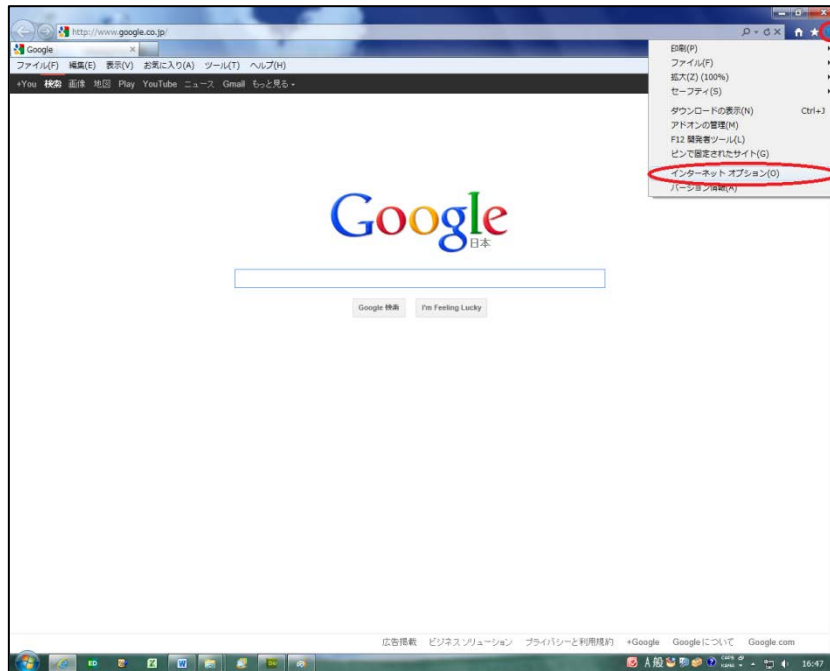 http://www.google.co.jp/
Google
ファイル(F) 編集(E) 表示(V) お気に入り(A) ツール(T) ヘルプ(H)
+You 検索 画像 地図 Play YouTube ニュース Gmail もっと見る
印刷(P)
ファイル(F)
拡大(Z) (100%)
セーフティ(S)
ダウンロードの表示(N) Ctrl+J
アドオンの管理(M)
F12 開発者ツール(L)
ピンで固定されたサイト(G)
インターネット オプション(O)
バージョン情報(A)
Google
日本
Google 検索 I'm Feeling Lucky
広告掲載 ビジネス ソリューション プライバシーと利用規約 +Google Googleについて Google.com
A 般 CAPS KANA 16:47